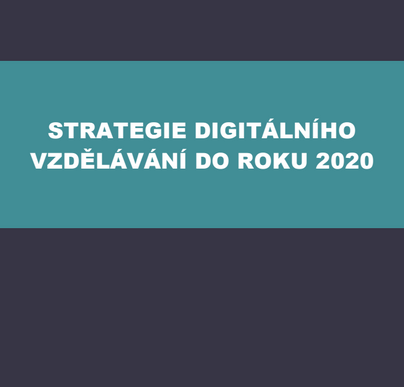 STRATEGIE DIGITÁLNÍHO
VZDĚLÁVÁNÍ DO ROKU 2020